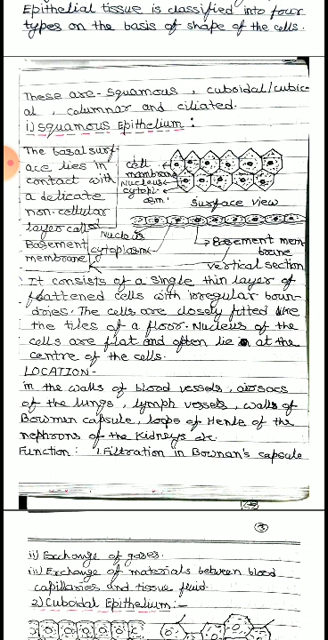 Epithelial tissue is classified into four
types on the basis of shape of the cells.
These are - Squamous, cuboidal/cubic-
al, columnar and ciliated.
i) Squamous Epithelium:
The basal surf-
ace lies in
contact with
a delicate
non-cellular
layer called
Basement
membrane
cell
membrane
Nucleus
cytopl-
asm
Surface view
Nucleus
cytoplasm
Basement mem-
brane
vertical section
It consists of a single thin layer of
flattened cells with irregular boun-
dries. The cells are closely fitted like
the tiles of a floor. Nucleus of the
cells are flat and often lie at the
centre of the cells.
LOCATION-
in the walls of blood vessels, airsacs
of the lungs, lymph vessels, walls of
Bowmen capsule, loops of Henle of the
nephrons of the Kidneys etc.
Function: i) Filtration in Bowman's capsule
ii) Exchange of gases.
iii) Exchange of materials between blood
capillaries and tissue fluid.
2) Cuboidal Epithelium:-